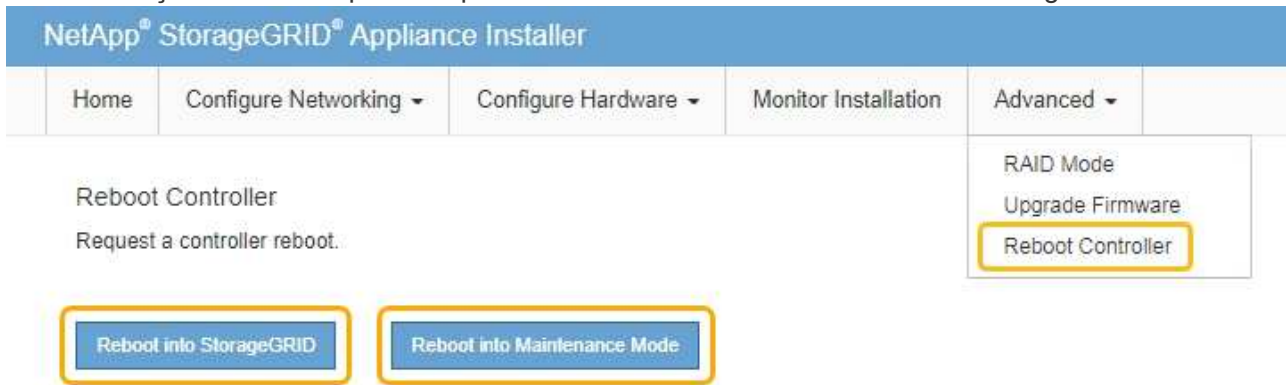 NetApp® StorageGRID® Appliance Installer
Home Configure Networking Configure Hardware Monitor Installation Advanced
RAID Mode
Upgrade Firmware
Reboot Controller
Reboot Controller
Request a controller reboot.
Reboot into StorageGRID Reboot into Maintenance Mode